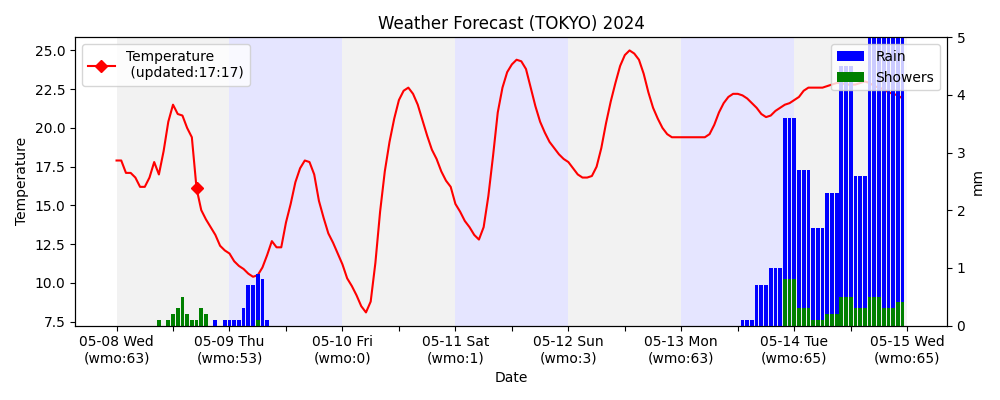 Weather Forecast (TOKYO) 2024
Temperature
(updated:17:17)
Rain
Showers
25.0
22.5
20.0
17.5
15.0
12.5
10.0
7.5
Temperature
5
4
3
2
1
0
mm
05-08 Wed
(wmo:63)
05-09 Thu
(wmo:53)
05-10 Fri
(wmo:0)
05-11 Sat
(wmo:1)
05-12 Sun
(wmo:3)
05-13 Mon
(wmo:63)
05-14 Tue
(wmo:65)
05-15 Wed
(wmo:65)
Date